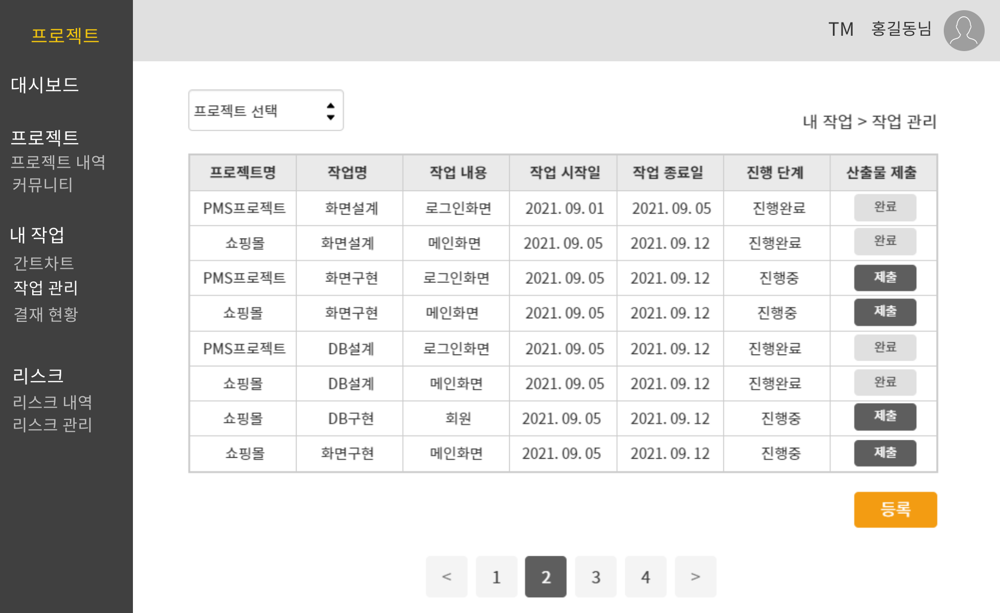 프로젝트
대시보드
프로젝트
프로젝트 내역
커뮤니티
내 작업
간트차트
작업 관리
결재 현황
리스크
리스크 내역
리스크 관리
TM 홍길동님
프로젝트 선택
내 작업 > 작업 관리
프로젝트명 작업명 작업 내용 작업 시작일 작업 종료일 진행 단계 산출물 제출
PMS프로젝트 화면설계 로그인화면 2021. 09. 01 2021. 09. 05 진행완료 완료
쇼핑몰 화면설계 메인화면 2021. 09. 05 2021. 09. 12 진행완료 완료
PMS프로젝트 화면구현 로그인화면 2021. 09. 05 2021. 09. 12 진행중 제출
쇼핑몰 화면구현 메인화면 2021. 09. 05 2021. 09. 12 진행중 제출
PMS프로젝트 DB설계 로그인화면 2021. 09. 05 2021. 09. 12 진행완료 완료
쇼핑몰 DB설계 메인화면 2021. 09. 05 2021. 09. 12 진행완료 완료
쇼핑몰 DB구현 회원 2021. 09. 05 2021. 09. 12 진행중 제출
쇼핑몰 화면구현 메인화면 2021. 09. 05 2021. 09. 12 진행중 제출
등록
< 1 2 3 4 >